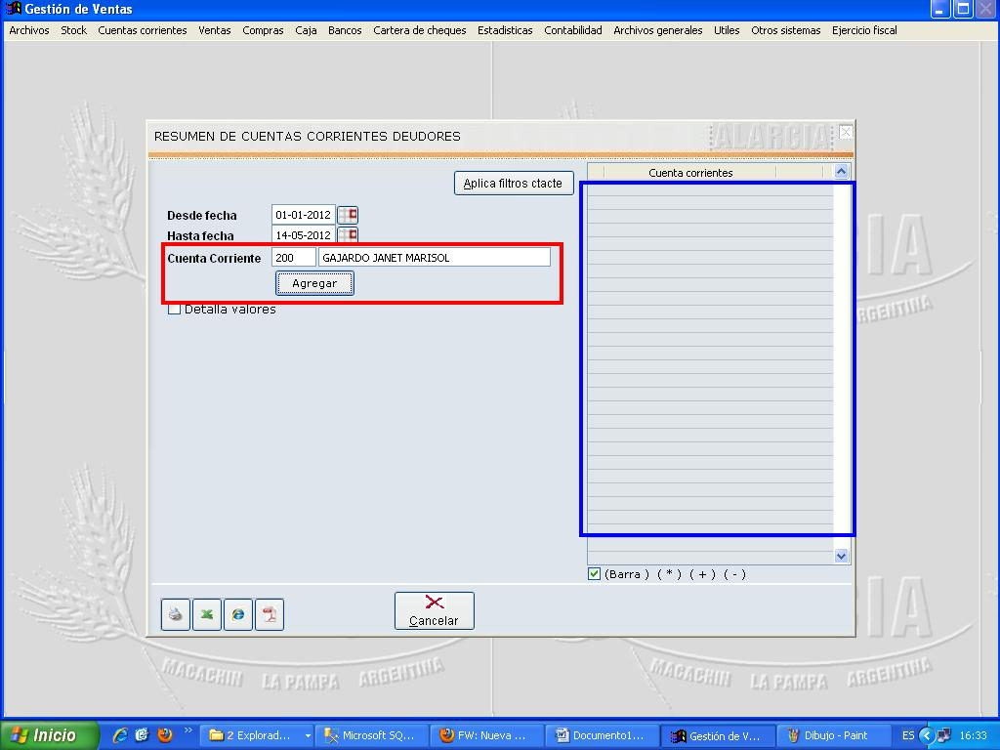 Gestión de Ventas
Archivos Stock Cuentas corrientes Ventas Compras Caja Bancos Cartera de cheques Estadisticas Contabilidad Archivos generales Utiles Otros sistemas Ejercicio fiscal
RESUMEN DE CUENTAS CORRIENTES DEUDORES
ALARCIA
Aplica filtros ctacte
Cuenta corrientes
Desde fecha 01-01-2012
Hasta fecha 14-05-2012
Cuenta Corriente 200 GAJARDO JANET MARISOL
Agregar
Detalla valores
IA
RGENTINA
(Barra ) ( * ) ( + ) ( - )
Cancelar
IA
MACACHIN LA PAMPA ARGENTINA
MACACHIN LA PAMPA ARGENTINA
Inicio
»
2 Explorad...
Microsoft SQ...
FW: Nueva ...
Documento1...
Gestión de V...
Dibujo - Paint
ES
16:33